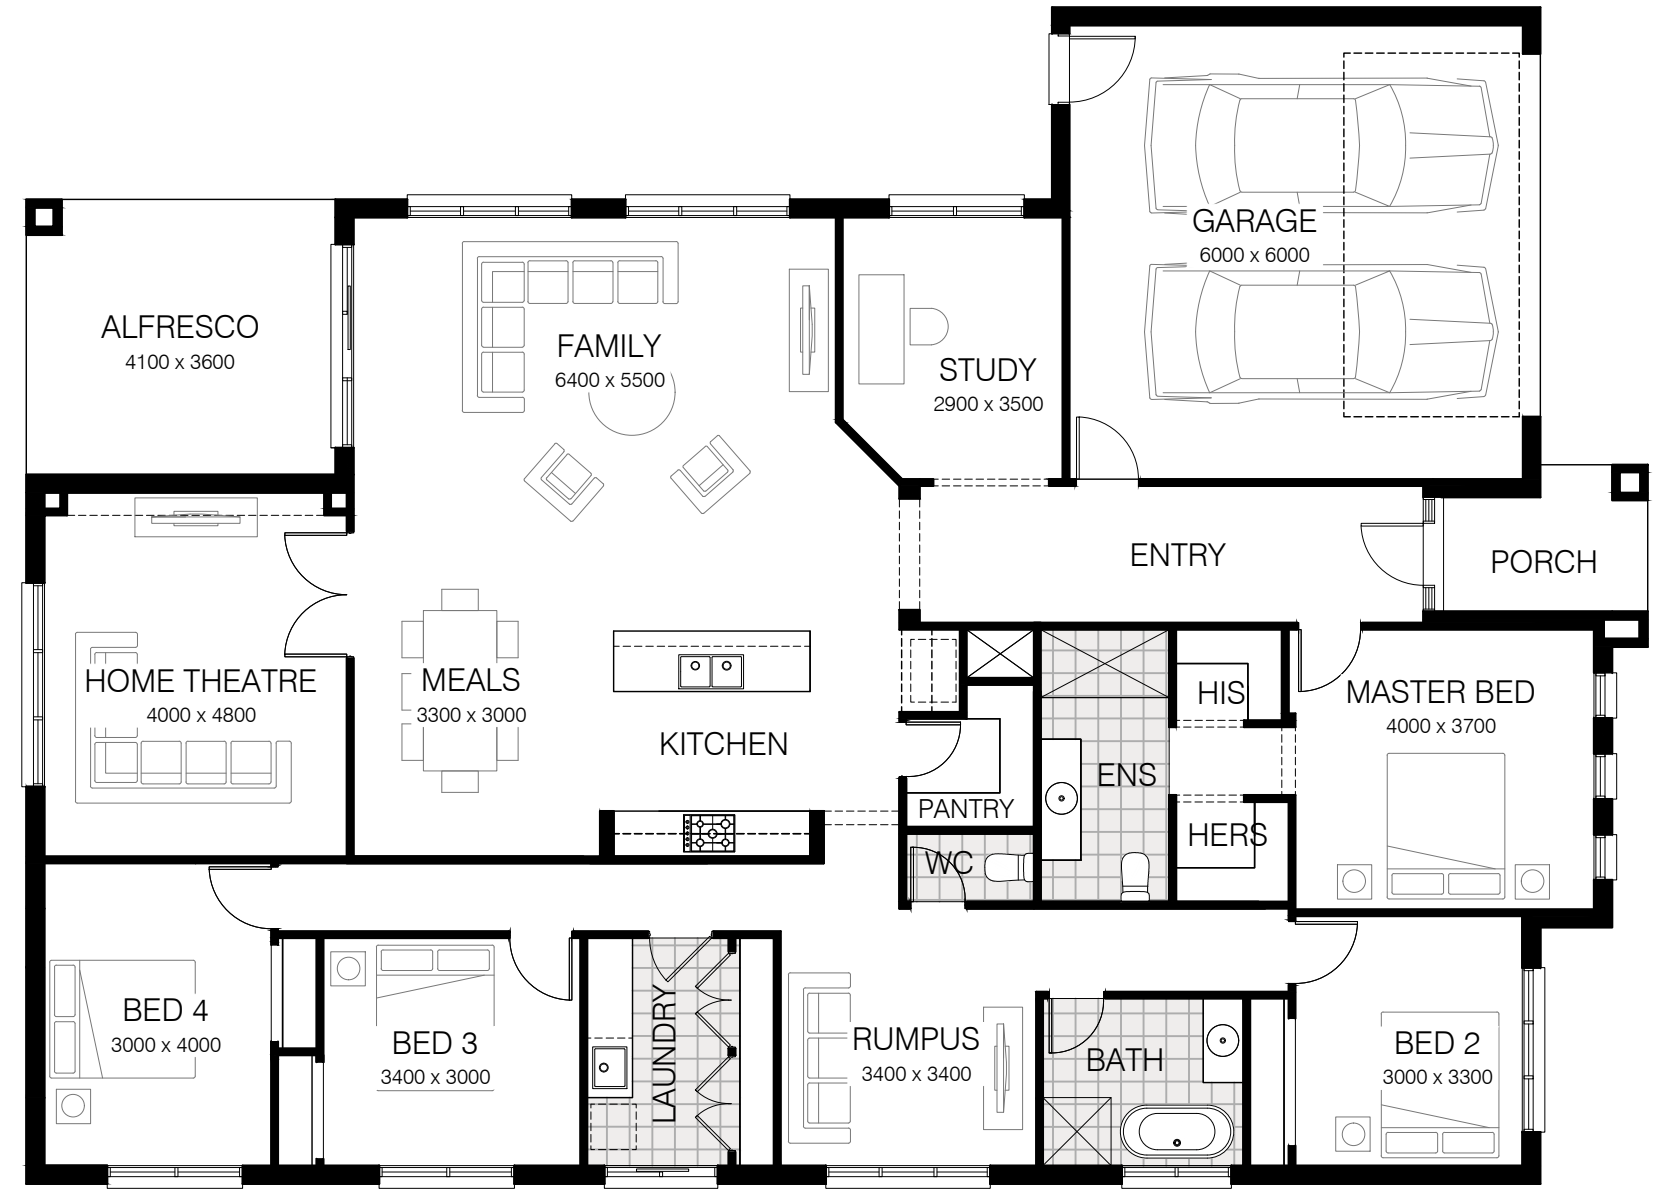 GARAGE
6000 x 6000
ALFRESCO
4100 x 3600
FAMILY
6400 x 5500
STUDY
2900 x 3500
ENTRY
PORCH
HOME THEATRE
4000 x 4800
MEALS
3300 x 3000
KITCHEN
PANTRY
WC
ENS
HIS
HERS
MASTER BED
4000 x 3700
BED 4
3000 x 4000
BED 3
3400 x 3000
LAUNDRY
RUMPUS
3400 x 3400
BATH
BED 2
3000 x 3300